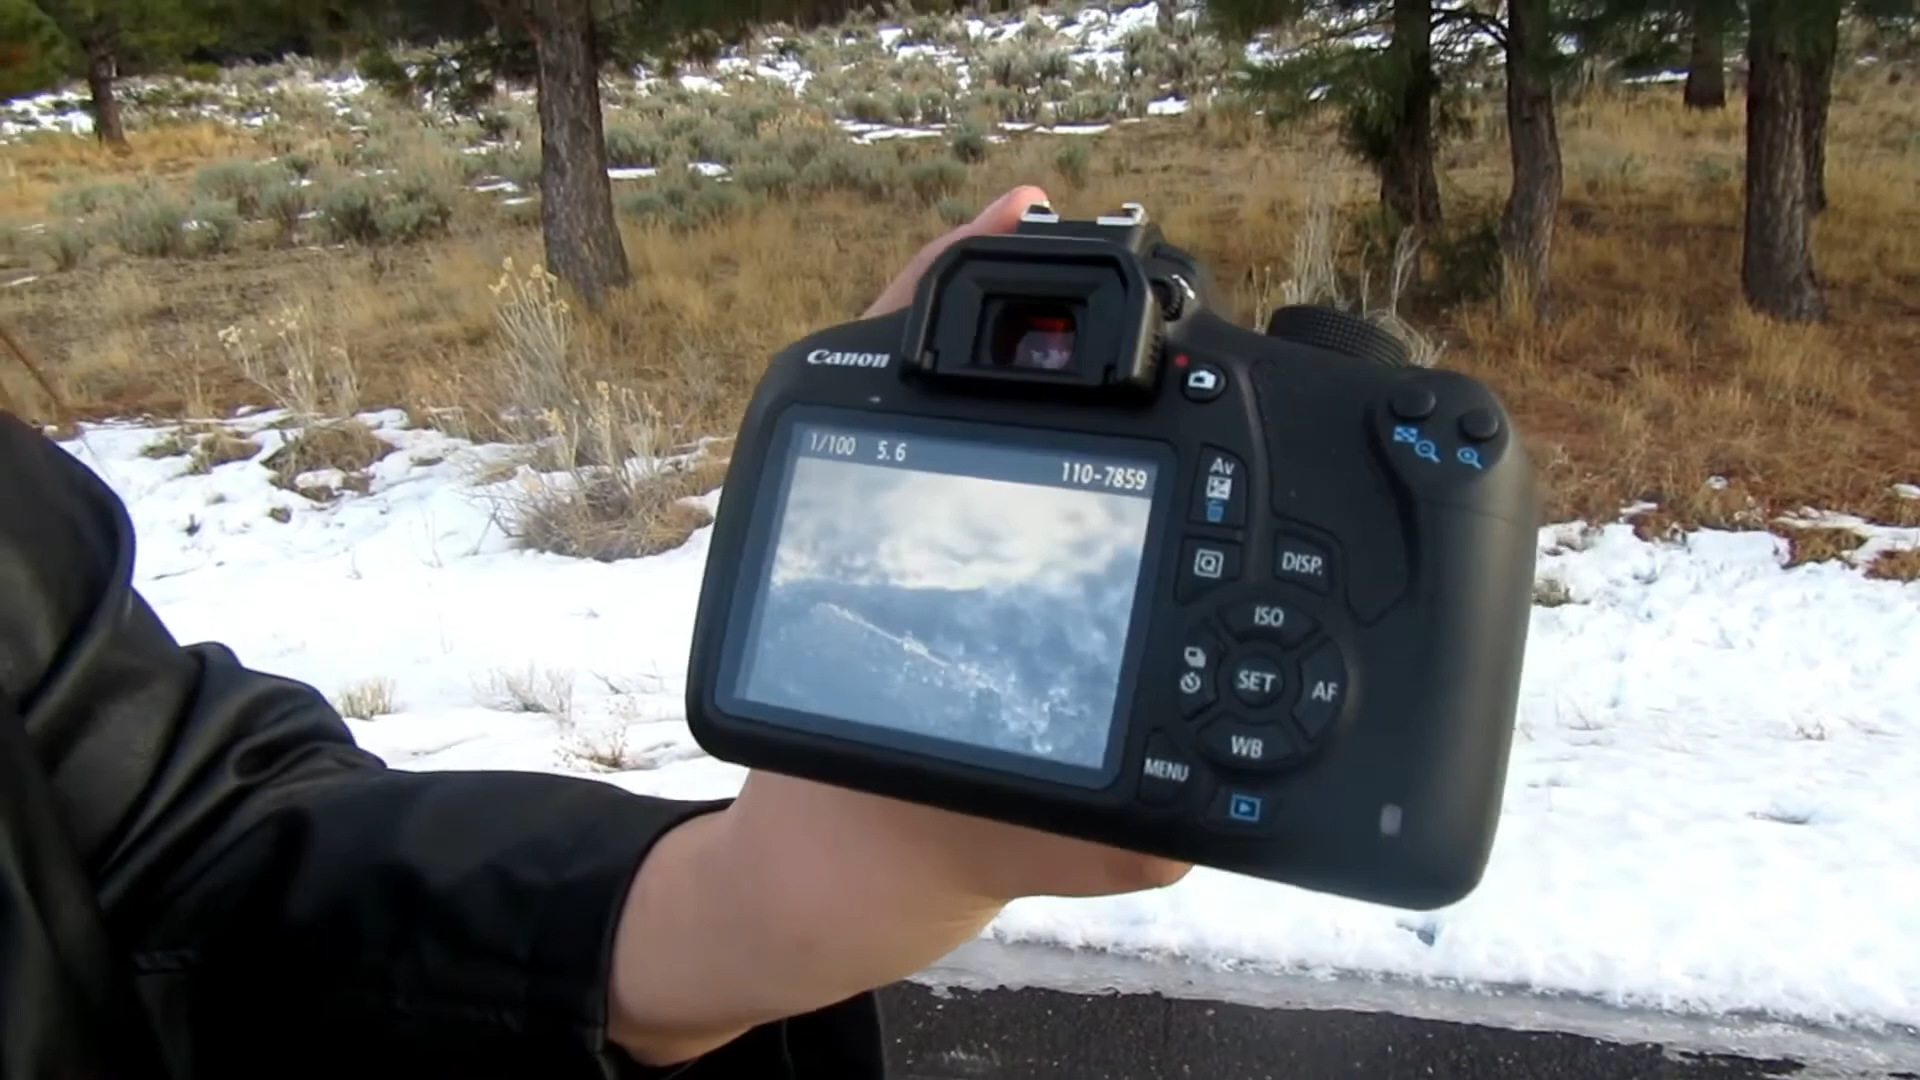 Canon
1/100 5.6
110-7859
Av
Q
DISP.
ISO
SET
AF
WB
MENU